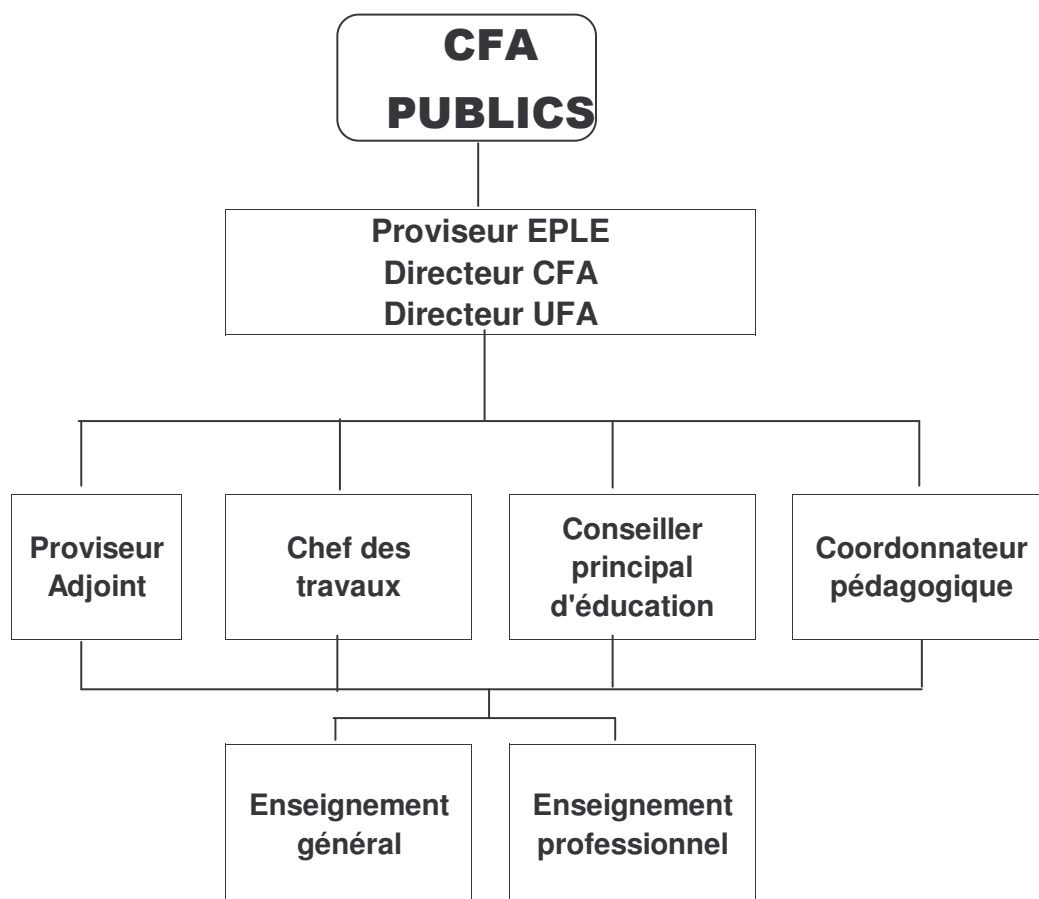 CFA
PUBLICS
Proviseur EPLE
Directeur CFA
Directeur UFA
Proviseur
Adjoint
Chef des
travaux
Conseiller
principal
d'éducation
Coordonnateur
pédagogique
Enseignement
général
Enseignement
professionnel